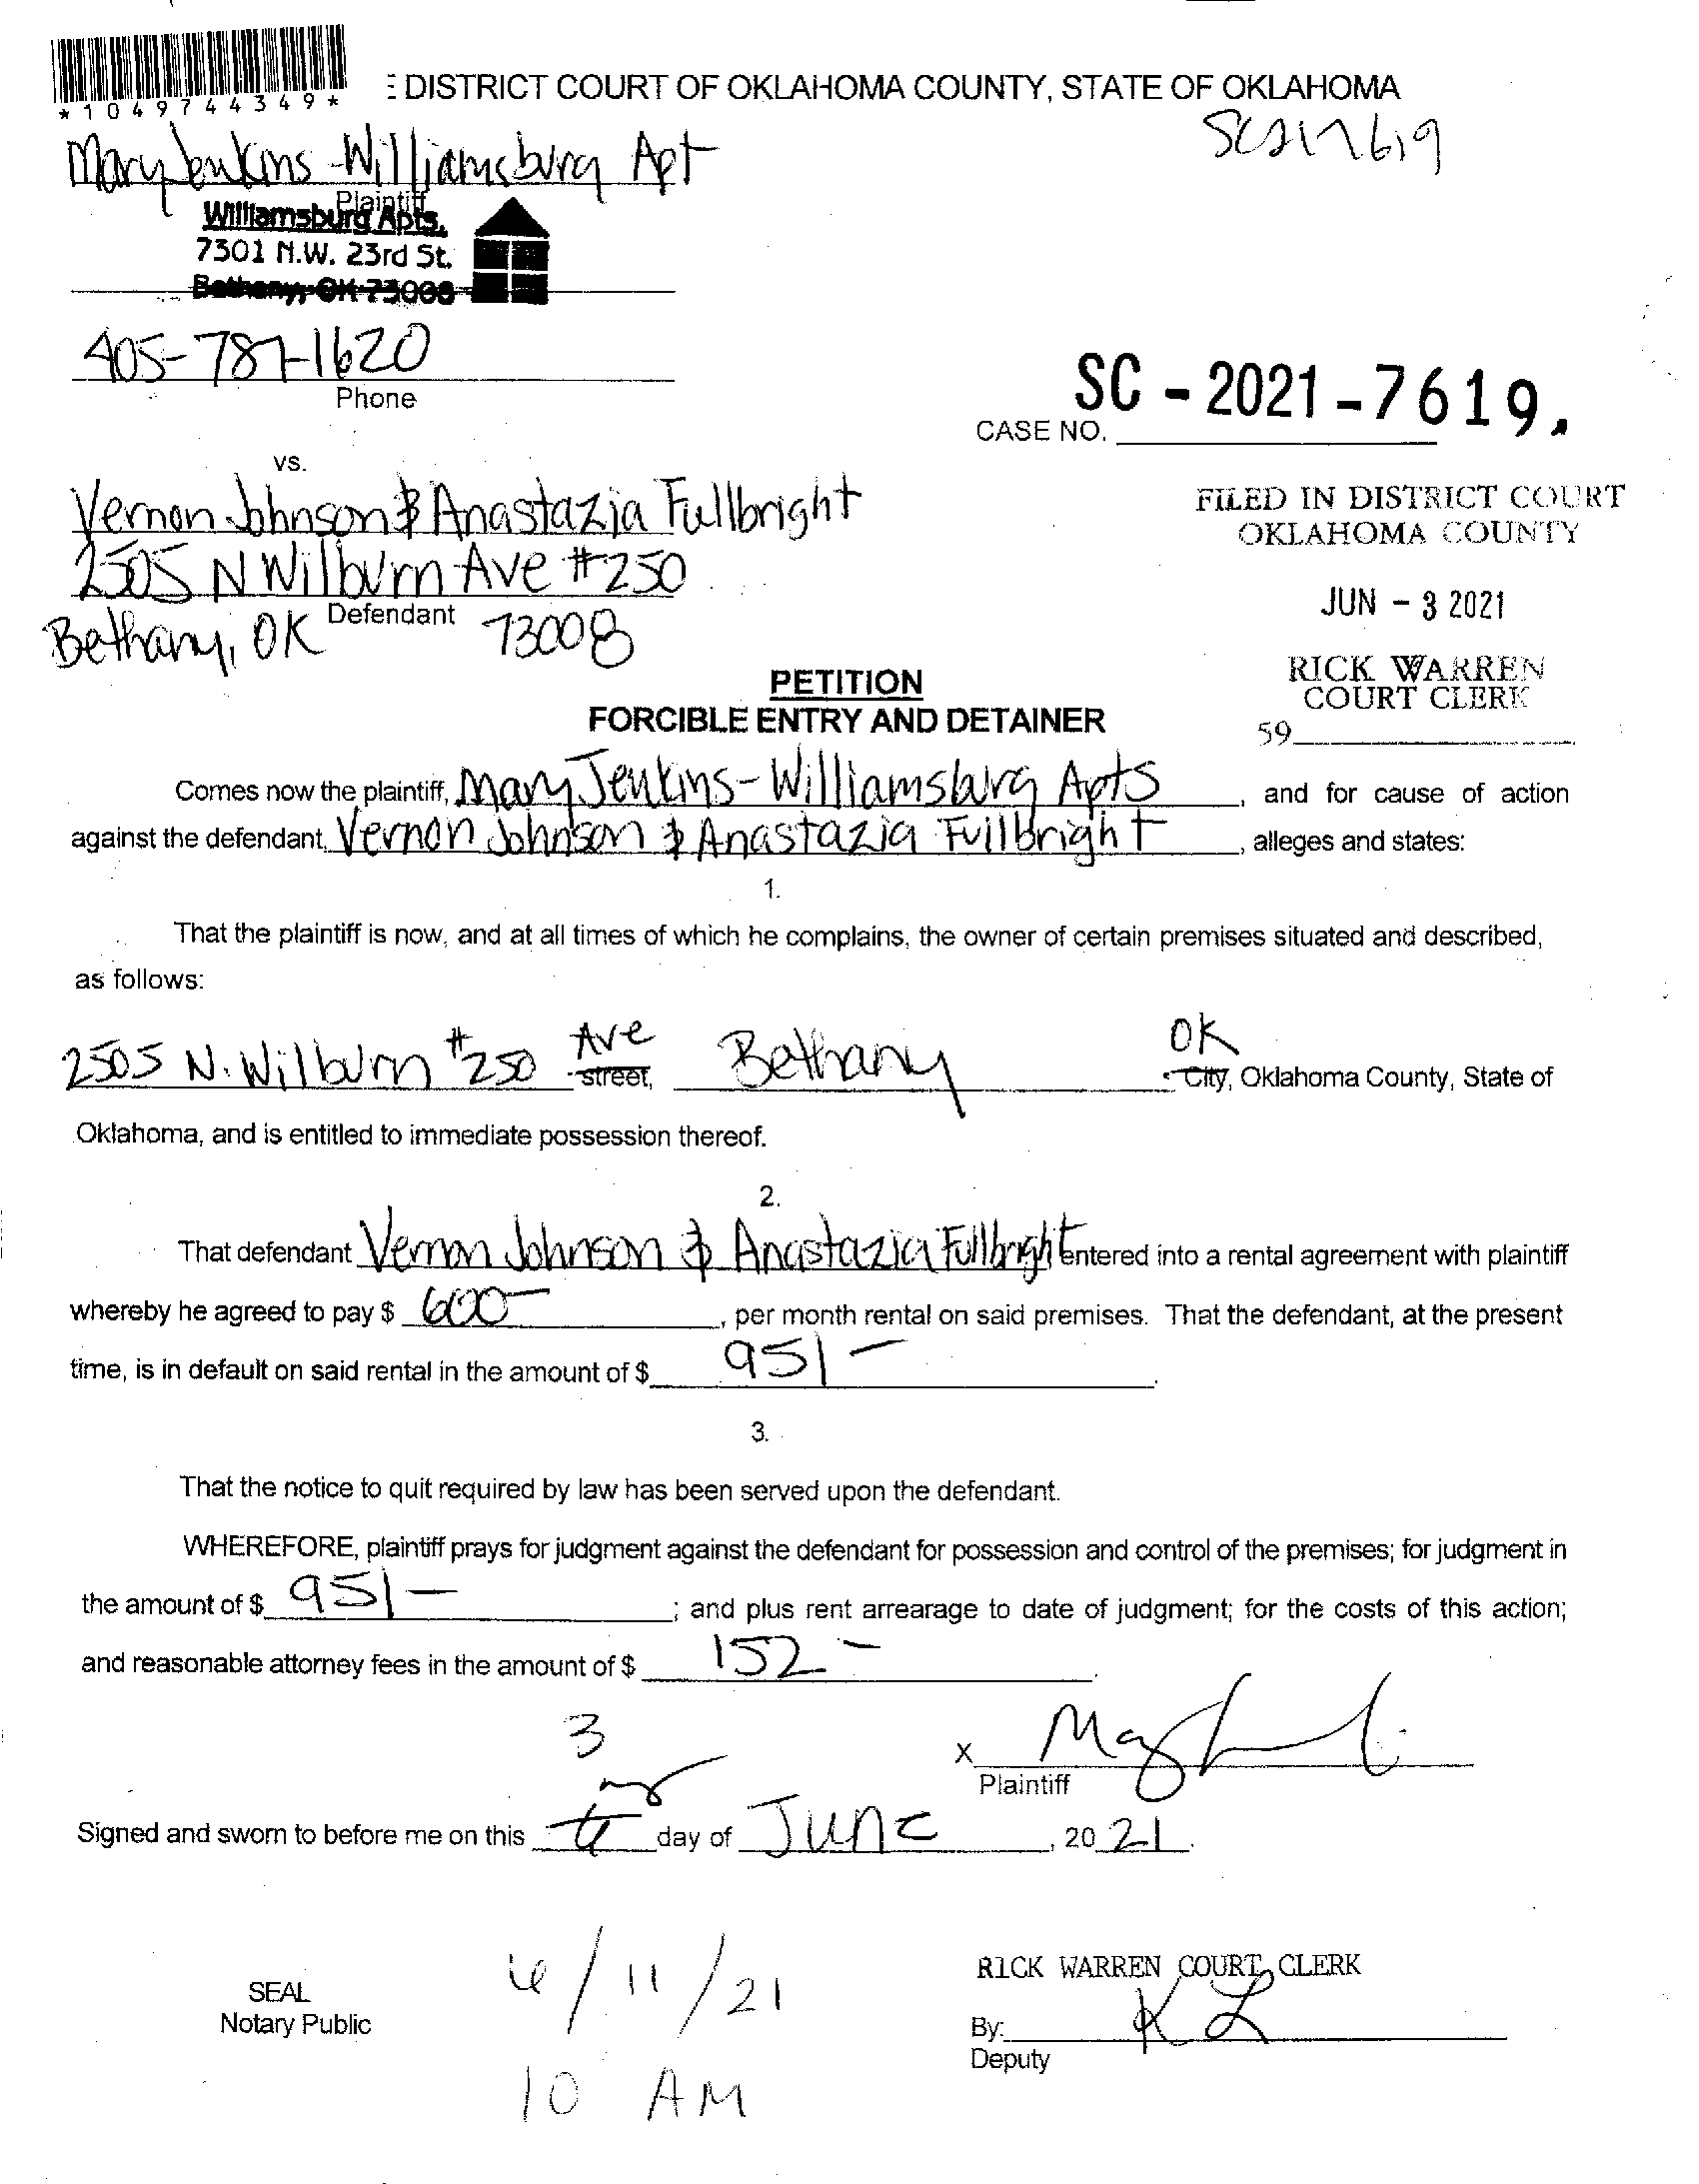 *1049744349*
E DISTRICT COURT OF OKLAHOMA COUNTY, STATE OF OKLAHOMA
SC217619
Mary Jenkins-Williamsburg Apt
Plaintiff
Williamsburg Apts.
7301 N.W. 23rd St.
Bethany, OK 73008
405-787-1620
Phone
SC - 2021 - 7619.
CASE NO.
vs.
Vernon Johnson & Anastazia Fullbright
2505 N Wilburn Ave #250
Defendant
Bethany, OK 73008
FILED IN DISTRICT COURT
OKLAHOMA COUNTY
JUN - 3 2021
RICK WARREN
COURT CLERK
59
PETITION
FORCIBLE ENTRY AND DETAINER
Comes now the plaintiff, Mary Jenkins-Williamsburg Apts, and for cause of action
against the defendant, Vernon Johnson & Anastazia Fullbright, alleges and states:
1.
That the plaintiff is now, and at all times of which he complains, the owner of certain premises situated and described,
as follows:
2505 N. Wilburn #250 Ave street, Bethany OK City, Oklahoma County, State of
Oklahoma, and is entitled to immediate possession thereof.
2.
That defendant Vernon Johnson & Anastazia Fullbright entered into a rental agreement with plaintiff
whereby he agreed to pay $ 600-, per month rental on said premises. That the defendant, at the present
time, is in default on said rental in the amount of $ 951-.
3.
That the notice to quit required by law has been served upon the defendant.
WHEREFORE, plaintiff prays for judgment against the defendant for possession and control of the premises; for judgment in
the amount of $ 951-; and plus rent arrearage to date of judgment; for the costs of this action;
and reasonable attorney fees in the amount of $ 152-.
3
X
Plaintiff
Signed and sworn to before me on this day of June, 2021.
SEAL
Notary Public
6/11/21
10 AM
RICK WARREN COURT CLERK
By: KL
Deputy